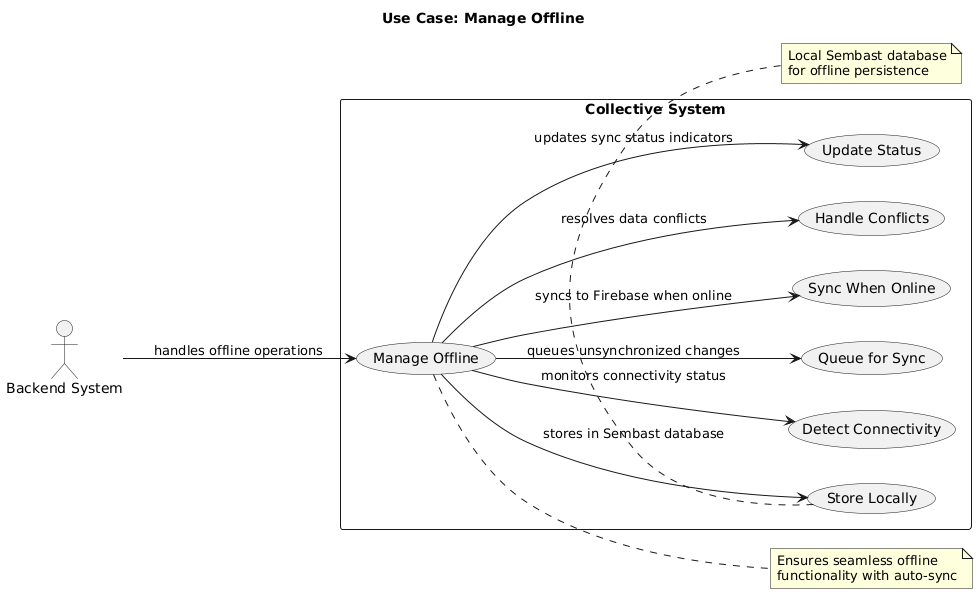 Use Case: Manage Offline
Local Sembast database
for offline persistence
Collective System
updates sync status indicators
Update Status
resolves data conflicts
Handle Conflicts
syncs to Firebase when online
Sync When Online
handles offline operations
Backend System
Manage Offline
queues unsynchronized changes
Queue for Sync
monitors connectivity status
Detect Connectivity
stores in Sembast database
Store Locally
Ensures seamless offline
functionality with auto-sync